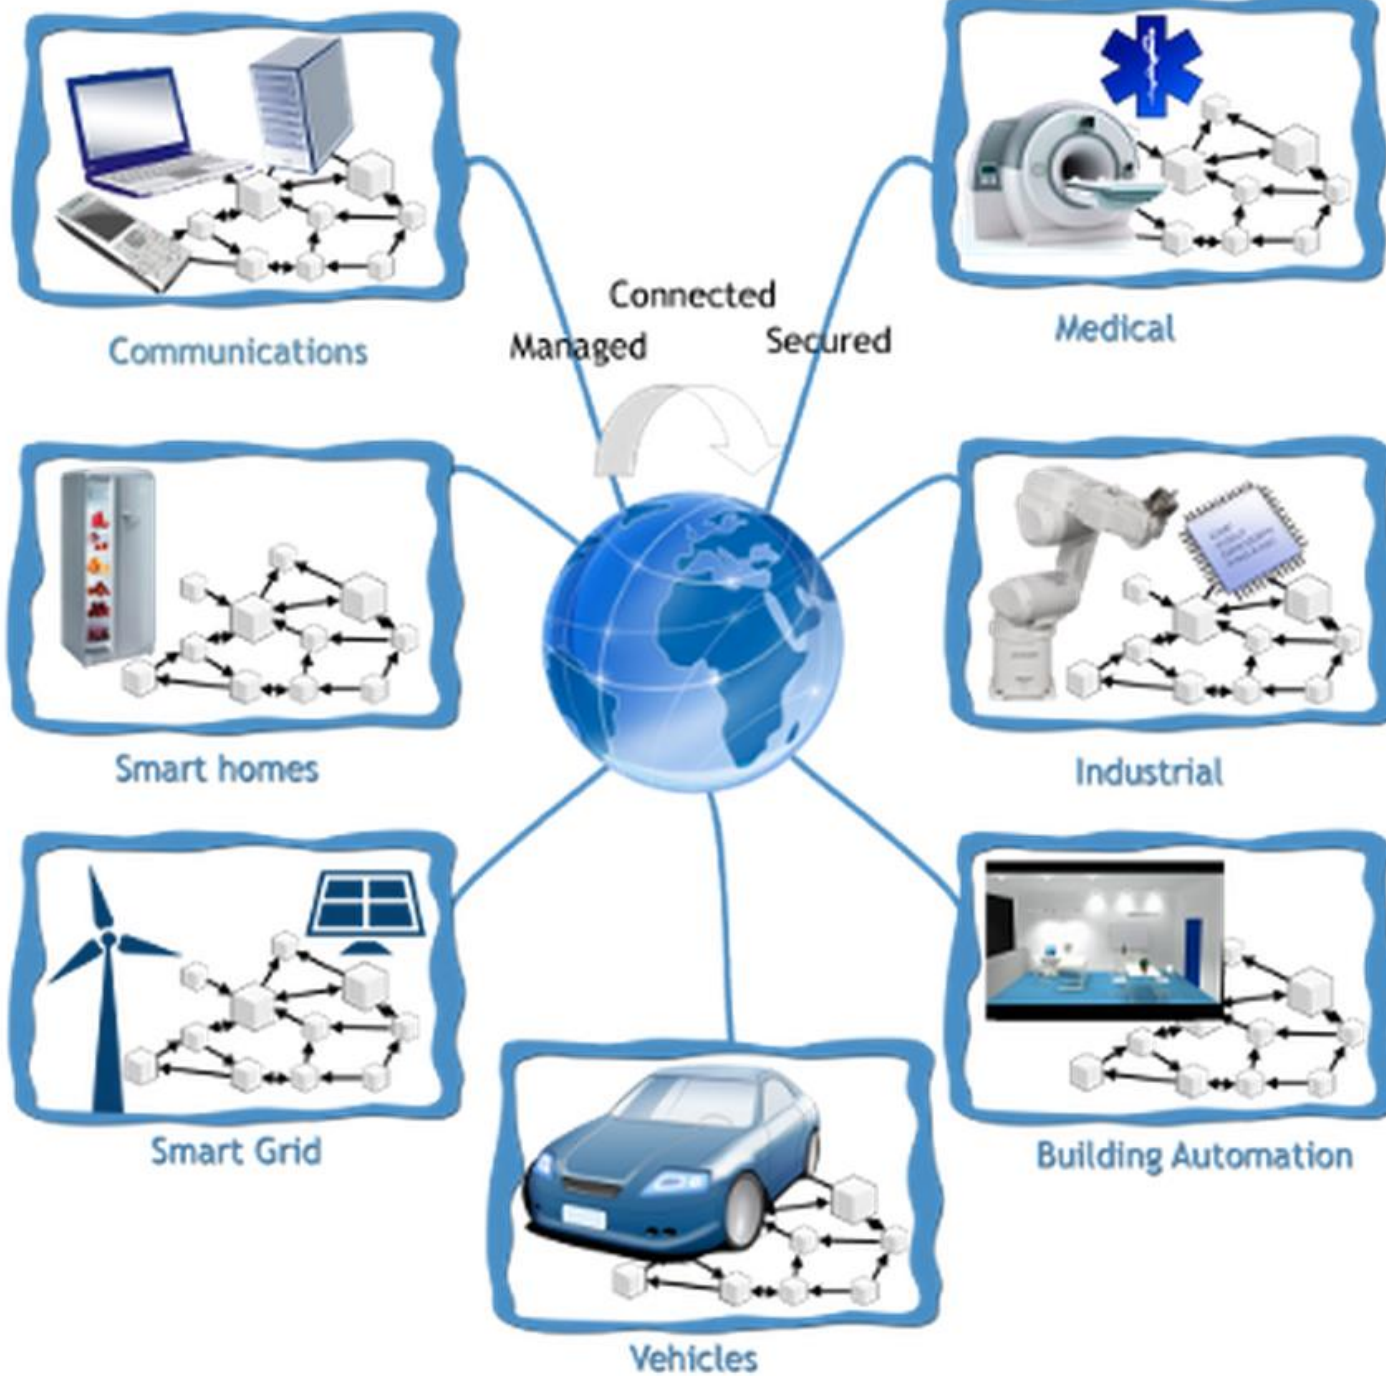 Connected
Managed
Secured
Communications
Medical
Smart homes
Industrial
Smart Grid
Building Automation
Vehicles